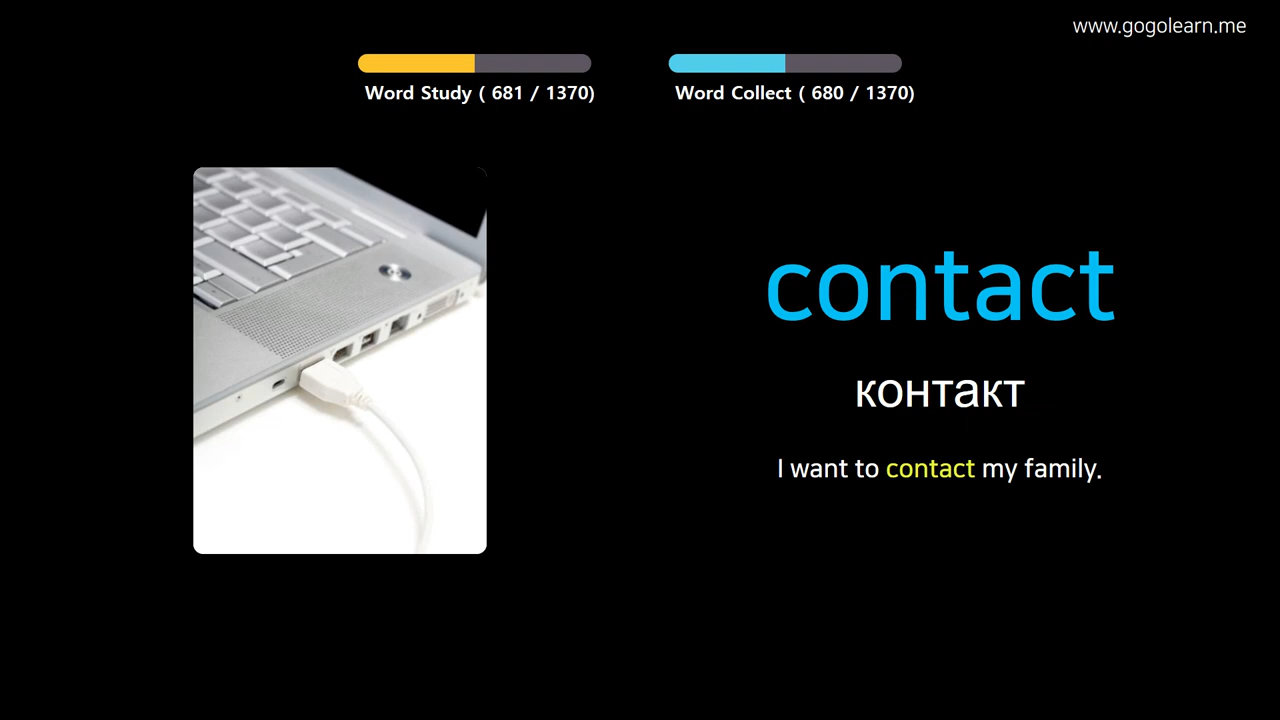 www.gogolearn.me
Word Study ( 681 / 1370)
Word Collect ( 680 / 1370)
contact
контакт
I want to contact my family.